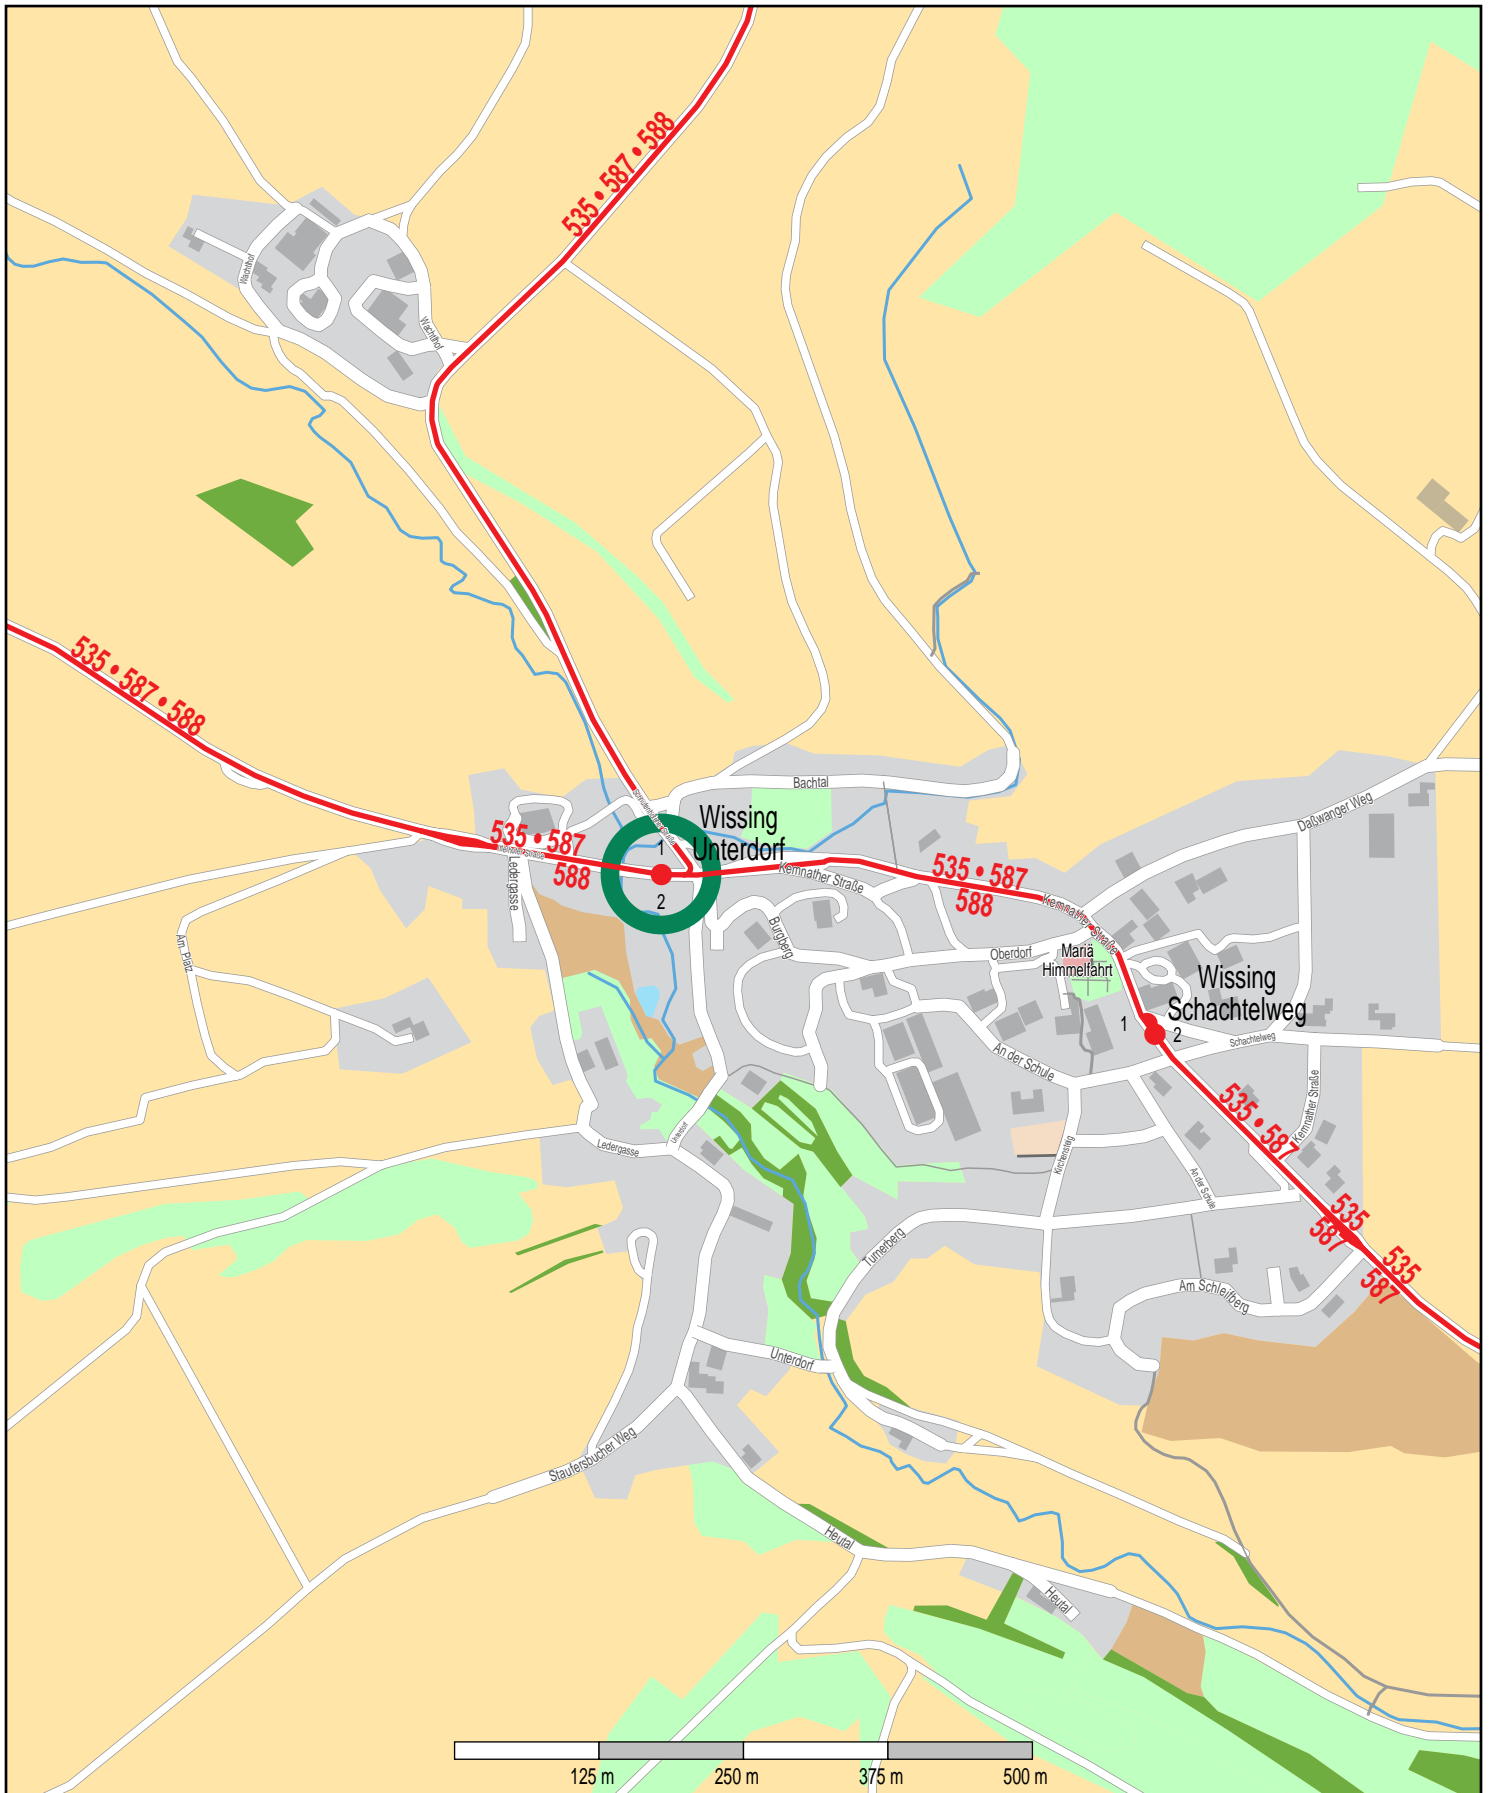 535 • 587 • 588
Wachthof
Wachthof
535 • 587 • 588
Bachtal
Daßwanger Weg
Wissing
Unterdorf
1
2
535 • 587
588
Ledergasse
Kemnather Straße
535 • 587
588
Kemnather Straße
Burgberg
Oberdorf
Mariä
Himmelfahrt
Am Platz
Wissing
Schachtelweg
1
2
Schachtelweg
An der Schule
Kemnather Straße
535 • 587
Ledergasse
Unterdorf
Kirchensteig
An der Schule
535
587
535
587
Turnerberg
Am Schleifberg
Unterdorf
Staufersbucher Weg
Heutal
Heutal
125 m
250 m
375 m
500 m